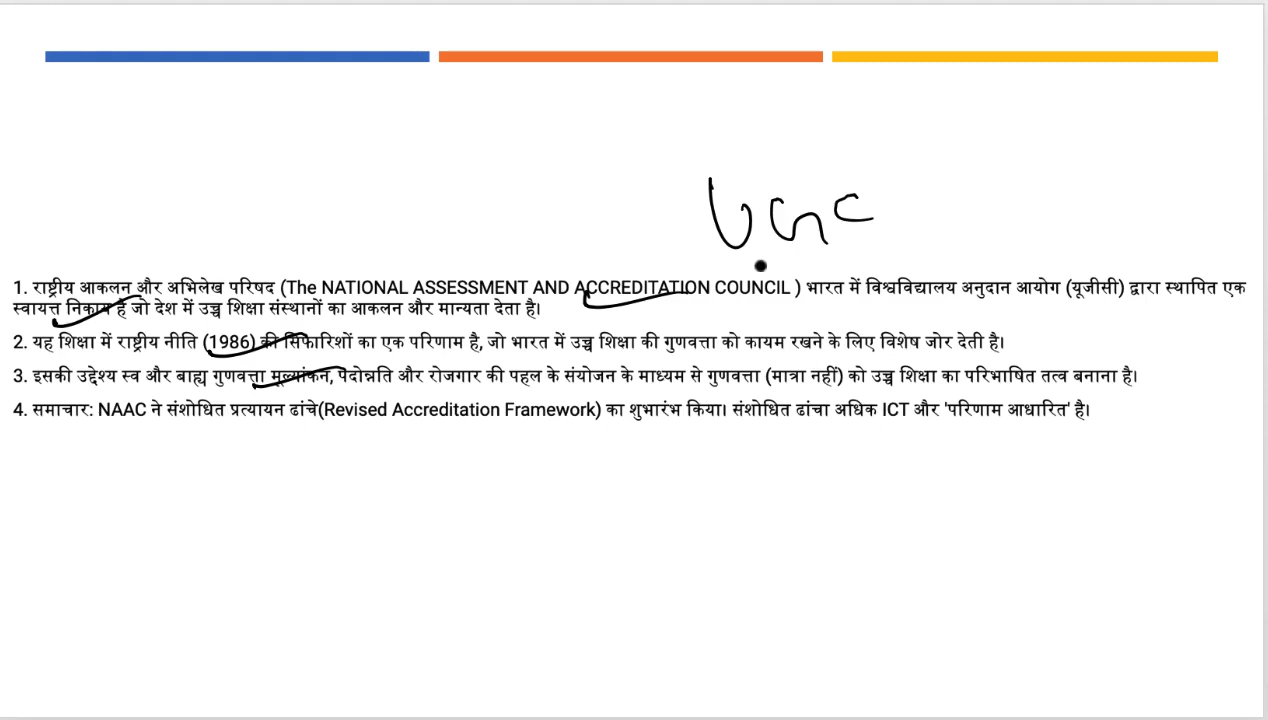 UGC
1. राष्ट्रीय आकलन और अभिलेख परिषद (The NATIONAL ASSESSMENT AND ACCREDITATION COUNCIL ) भारत में विश्वविद्यालय अनुदान आयोग (यूजीसी) द्वारा स्थापित एक
स्वायत्त निकाय है जो देश में उच्च शिक्षा संस्थानों का आकलन और मान्यता देता है।
2. यह शिक्षा में राष्ट्रीय नीति (1986) की सिफारिशों का एक परिणाम है, जो भारत में उच्च शिक्षा की गुणवत्ता को कायम रखने के लिए विशेष जोर देती है।
3. इसकी उद्देश्य स्व और बाह्य गुणवत्ता मूल्यांकन, पदोन्नति और रोजगार की पहल के संयोजन के माध्यम से गुणवत्ता (मात्रा नहीं) को उच्च शिक्षा का परिभाषित तत्व बनाना है।
4. समाचार: NAAC ने संशोधित प्रत्यायन ढांचे(Revised Accreditation Framework) का शुभारंभ किया। संशोधित ढांचा अधिक ICT और 'परिणाम आधारित' है।